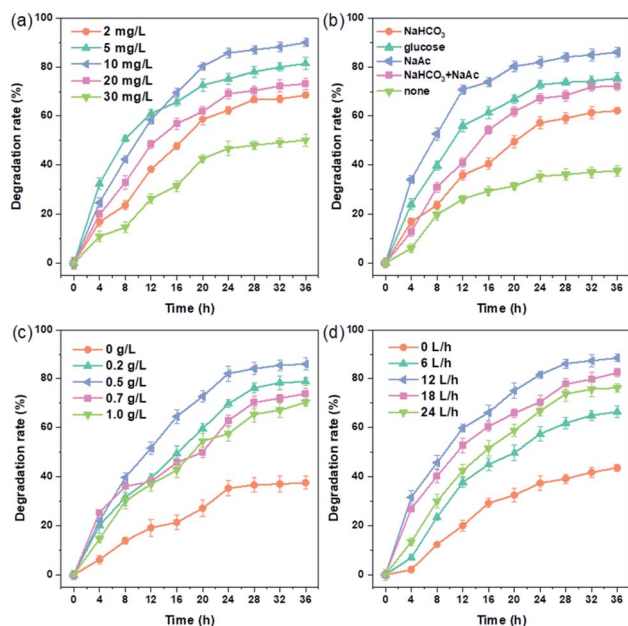 (a)
2 mg/L
5 mg/L
10 mg/L
20 mg/L
30 mg/L
Degradation rate (%)
100
80
60
40
20
0
0 4 8 12 16 20 24 28 32 36
Time (h)
(b)
NaHCO₃
glucose
NaAc
NaHCO₃+NaAc
none
Degradation rate (%)
100
80
60
40
20
0
0 4 8 12 16 20 24 28 32 36
Time (h)
(c)
0 g/L
0.2 g/L
0.5 g/L
0.7 g/L
1.0 g/L
Degradation rate (%)
100
80
60
40
20
0
0 4 8 12 16 20 24 28 32 36
Time (h)
(d)
0 L/h
6 L/h
12 L/h
18 L/h
24 L/h
Degradation rate (%)
100
80
60
40
20
0
0 4 8 12 16 20 24 28 32 36
Time (h)